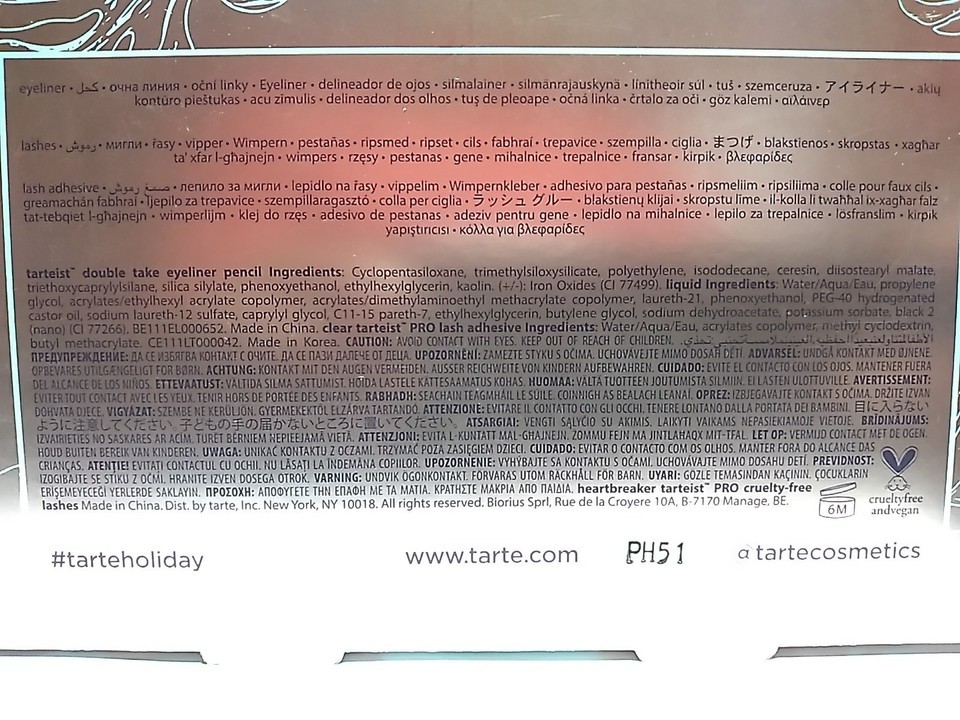 eyeliner • كحل • очна линия • oční linky • Eyeliner • delineador de ojos • silmalainer • silmänrajauskynä • línitheoir súl • tuš • szemceruza • アイライナー • akių
kontūro pieštukas • acu zīmulis • delineador dos olhos • tuș de pleoape • očná linka • črtalo za oči • göz kalemi • αϊλάινερ
lashes • رموش • мигли • řasy • vipper • Wimpern • pestañas • ripsmed • ripset • cils • fabhraí • trepavice • szempilla • ciglia • まつげ • blakstienos • skropstas • xagħar
ta' xfar l-għajnejn • wimpers • rzęsy • pestanas • gene • mihalnice • trepalnice • fransar • kirpik • βλεφαρίδες
lash adhesive • صمغ رموش • лепило за мигли • lepidlo na řasy • vippelim • Wimpernkleber • adhesivo para pestañas • ripsmeliim • ripsiliima • colle pour faux cils •
greamachán fabhraí • ljepilo za trepavice • szempillaragasztó • colla per ciglia • ラッシュ グルー • blakstienų klijai • skropstu līme • il-kolla li twaħħal ix-xagħar falz
tat-tebqiet l-għajnejn • wimperlijm • klej do rzęs • adesivo de pestanas • adeziv pentru gene • lepidlo na mihalnice • lepilo za trepalnice • lösfranslim • kirpik
yapıştırıcısı • κόλλα για βλεφαρίδες
tarteist™ double take eyeliner pencil Ingredients: Cyclopentasiloxane, trimethylsiloxysilicate, polyethylene, isododecane, ceresin, diisostearyl malate,
triethoxycaprylylsilane, silica silylate, phenoxyethanol, ethylhexylglycerin, kaolin. (+/-): Iron Oxides (CI 77499). liquid Ingredients: Water/Aqua/Eau, propylene
glycol, acrylates/ethylhexyl acrylate copolymer, acrylates/dimethylaminoethyl methacrylate copolymer, laureth-21, phenoxyethanol, PEG-40 hydrogenated
castor oil, sodium laureth-12 sulfate, caprylyl glycol, C11-15 pareth-7, ethylhexylglycerin, butylene glycol, sodium dehydroacetate, potassium sorbate, black 2
(nano) (CI 77266). BE111EL000652. Made in China. clear tarteist™ PRO lash adhesive Ingredients: Water/Aqua/Eau, acrylates copolymer, methyl cyclodextrin,
butyl methacrylate. CE111LT000042. Made in Korea. CAUTION: AVOID CONTACT WITH EYES. KEEP OUT OF REACH OF CHILDREN.
ПРЕДУПРЕЖДЕНИЕ: ДА СЕ ИЗБЯГВА КОНТАКТ С ОЧИТЕ. ДА СЕ ПАЗИ ДАЛЕЧЕ ОТ ДЕЦА. UPOZORNĚNÍ: ZAMEZTE STYKU S OČIMA. UCHOVÁVEJTE MIMO DOSAH DĚTÍ. ADVARSEL: UNDGÅ KONTAKT MED ØJNENE.
OPBEVARES UTILGÆNGELIGT FOR BØRN. ACHTUNG: KONTAKT MIT DEN AUGEN VERMEIDEN. AUSSER REICHWEITE VON KINDERN AUFBEWAHREN. CUIDADO: EVITE EL CONTACTO CON LOS OJOS. MANTENER FUERA
DEL ALCANCE DE LOS NIÑOS. ETTEVAATUST: VÄLTIDA SILMA SATTUMIST. HOIDA LASTELE KÄTTESAAMATUS KOHAS. HUOMAA: VÄLTÄ TUOTTEEN JOUTUMISTA SILMIIN. EI LASTEN ULOTTUVILLE. AVERTISSEMENT:
EVITER TOUT CONTACT AVEC LES YEUX. TENIR HORS DE PORTÉE DES ENFANTS. RABHADH: SEACHAIN TEAGMHÁIL LE SUILE. COINNIGH AS BEALACH LEANAÍ. OPREZ: IZBJEGAVAJTE KONTAKT S OČIMA. DRŽITE IZVAN
DOHVATA DJECE. VIGYÁZAT: SZEMBE NE KERÜLJÖN. GYERMEKEKTŐL ELZÁRVA TARTANDÓ. ATTENZIONE: EVITARE IL CONTATTO CON GLI OCCHI. TENERE LONTANO DALLA PORTATA DEI BAMBINI. 目に入らない
ように注意してください。子どもの手の届かないところに置いてください。ATSARGIAI: VENGTI SĄLYČIO SU AKIMIS. LAIKYTI VAIKAMS NEPASIEKIAMOJE VIETOJE. BRĪDINĀJUMS:
IZVAIRIETIES NO SASKARES AR ACĪM. TURĒT BĒRNIEM NEPIEEJAMĀ VIETĀ. ATTENZJONI: EVITA L-KUNTATT MAL-GĦAJNEJN. ŻOMMU FEJN MA JINTLAĦAQX MIT-TFAL. LET OP: VERMIJD CONTACT MET DE OGEN.
HOUD BUITEN BEREIK VAN KINDEREN. UWAGA: UNIKAĆ KONTAKTU Z OCZAMI. TRZYMAĆ POZA ZASIĘGIEM DZIECI. CUIDADO: EVITAR O CONTACTO COM OS OLHOS. MANTER FORA DO ALCANCE DAS
CRIANÇAS. ATENȚIE! EVITAȚI CONTACTUL CU OCHII. NU LĂSAȚI LA ÎNDEMÂNA COPIILOR. UPOZORNENIE: VYHÝBAJTE SA KONTAKTU S OČAMI. UCHOVÁVAJTE MIMO DOSAHU DETÍ. PREVIDNOST:
IZOGIBAJTE SE STIKU Z OČMI. HRANITE IZVEN DOSEGA OTROK. VARNING: UNDVIK ÖGONKONTAKT. FÖRVARAS UTOM RÄCKHÅLL FÖR BARN. UYARI: GÖZLE TEMASINDAN KAÇININ. ÇOCUKLARIN
ERİŞEMEYECEĞİ YERLERDE SAKLAYIN. ΠΡΟΣΟΧΗ: ΑΠΟΦΥΓΕΤΕ ΤΗΝ ΕΠΑΦΗ ΜΕ ΤΑ ΜΑΤΙΑ. ΚΡΑΤΗΣΤΕ ΜΑΚΡΙΑ ΑΠΟ ΠΑΙΔΙΑ. heartbreaker tarteist™ PRO cruelty-free
lashes Made in China. Dist. by tarte, Inc. New York, NY 10018. All rights reserved. Biorius Sprl, Rue de la Croyere 10A, B-7170 Manage, BE.
6M
crueltyfree
andvegan
#tarteholiday www.tarte.com PH51 @tartecosmetics